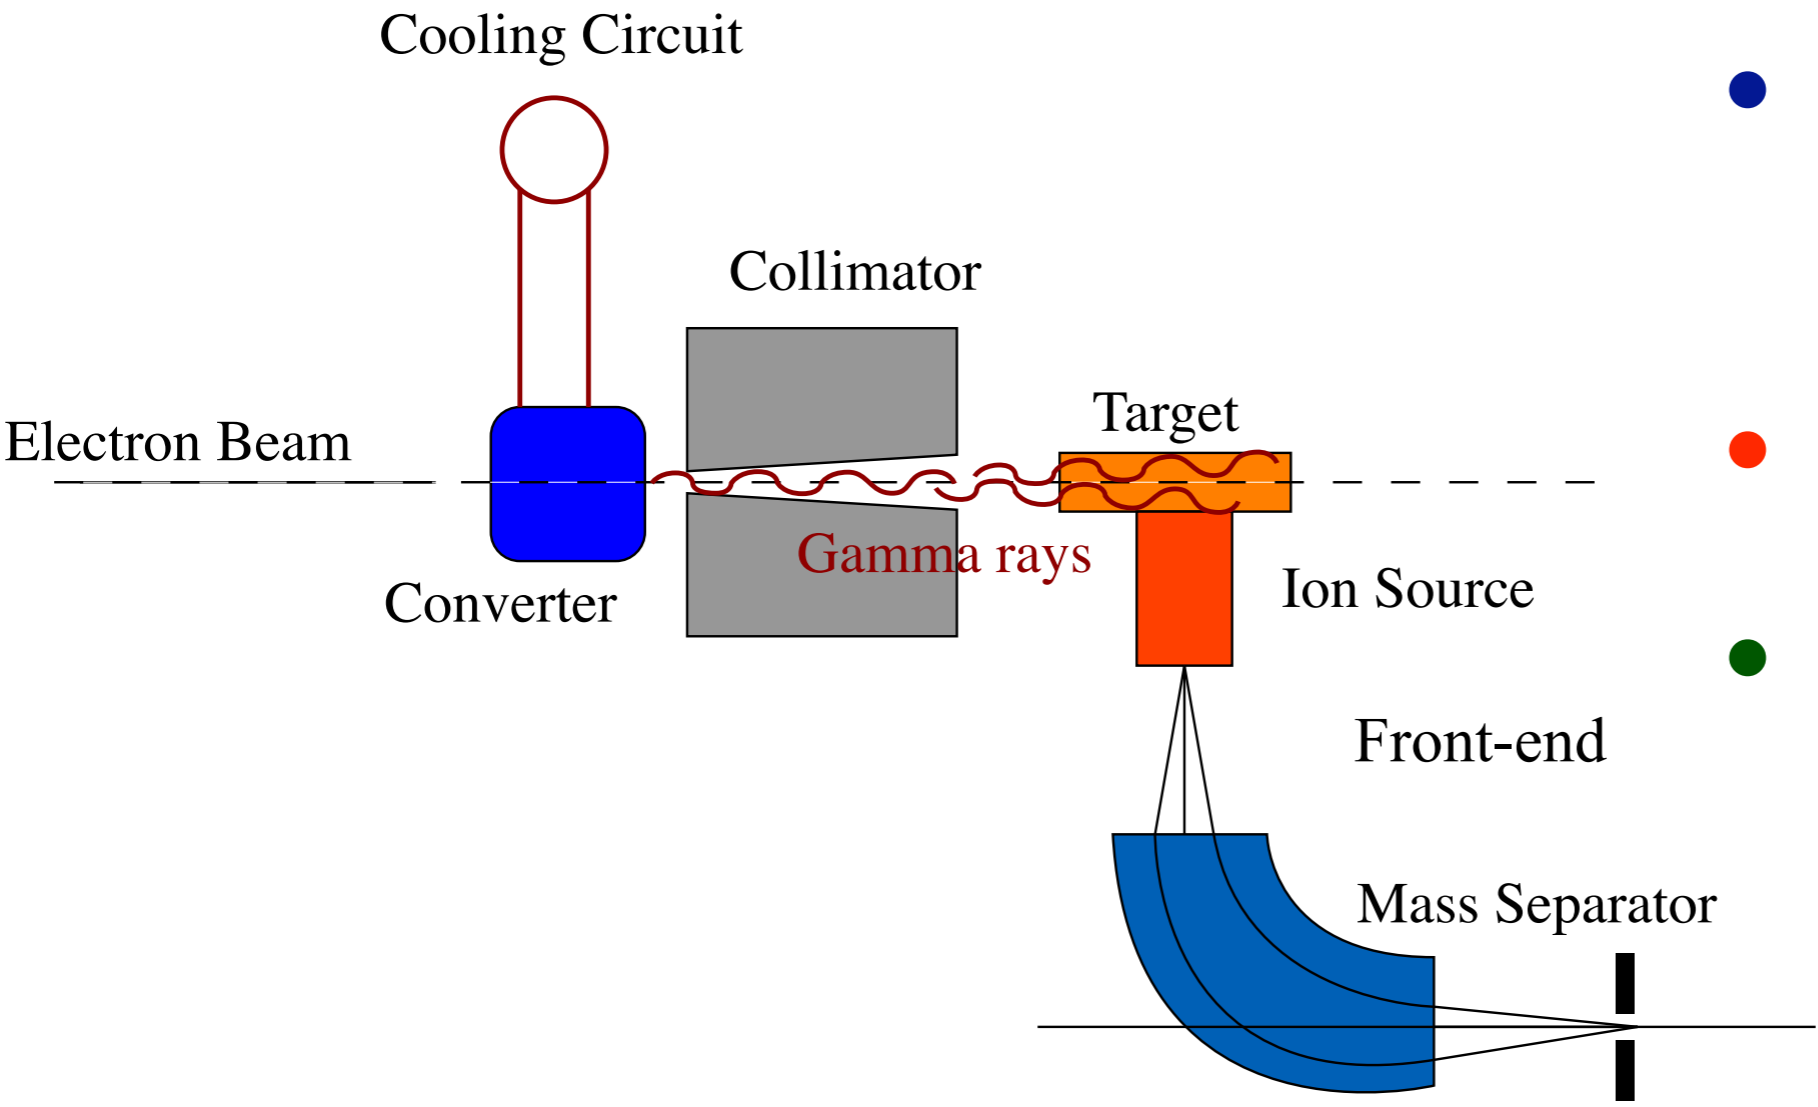 Cooling Circuit
Collimator
Target
Electron Beam
Gamma rays
Ion Source
Converter
Front-end
Mass Separator